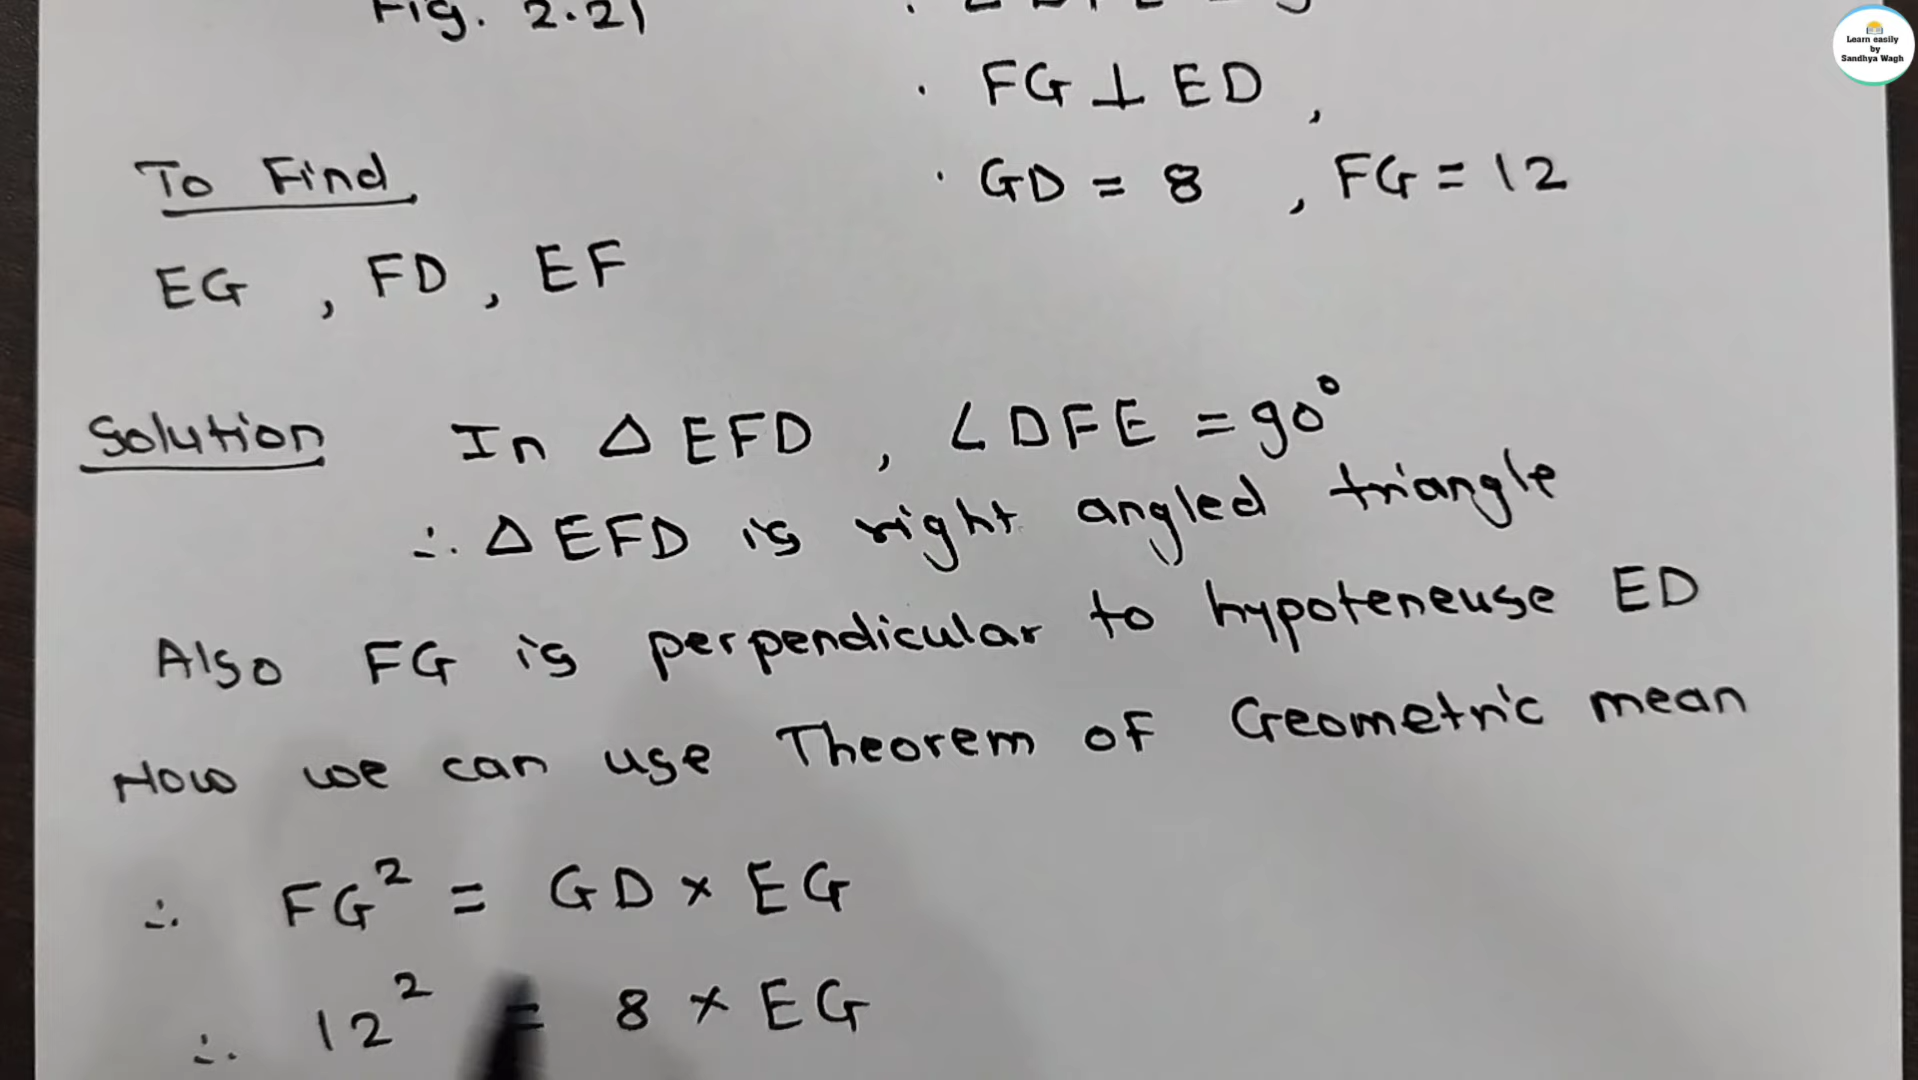 Fig. 2.21
FG ⊥ ED ,
To Find
· GD = 8 , FG = 12
EG , FD , EF
Solution In △ EFD , ∠DFE = 90°
∴ △ EFD is right angled triangle
Also FG is perpendicular to hypoteneuse ED
Now we can use Theorem of Geometric mean
∴ FG² = GD × EG
∴ 12² = 8 × EG
Learn easily
by
Sandhya Wagh